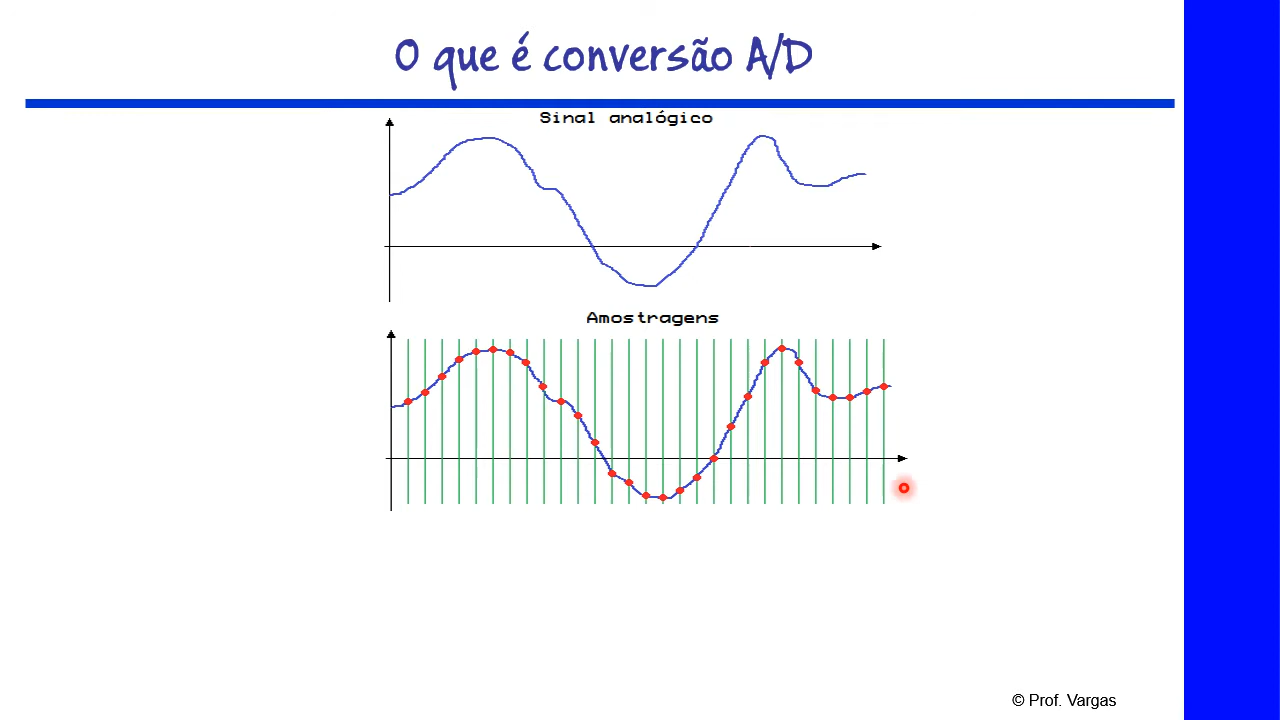 O que é conversão A/D
Sinal analógico
Amostragens
© Prof. Vargas